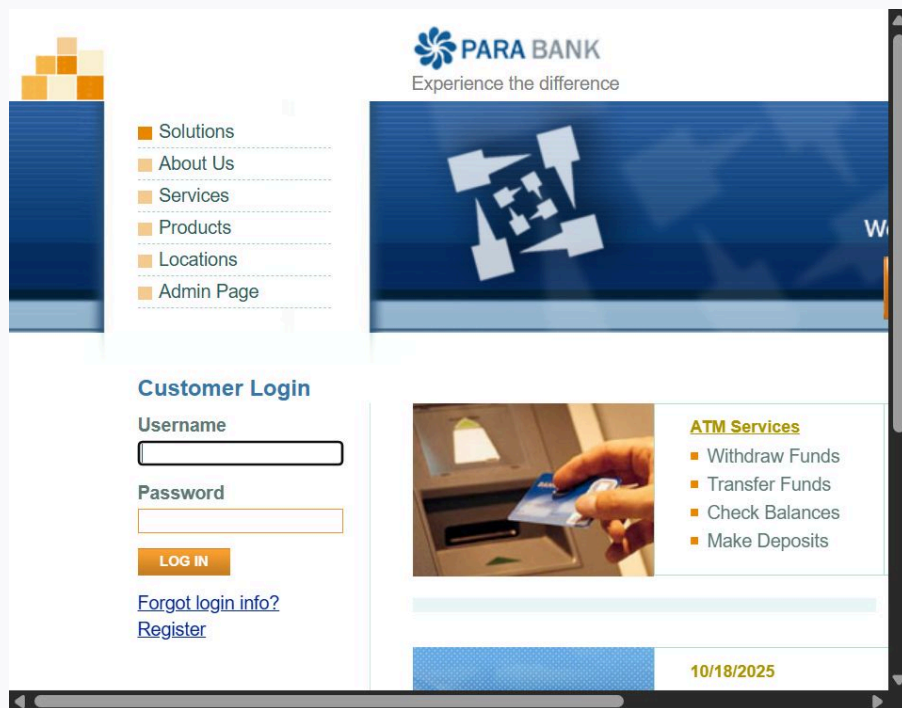 PARA BANK
Experience the difference
Solutions
About Us
Services
Products
Locations
Admin Page
Customer Login
Username
Password
LOG IN
Forgot login info?
Register
ATM Services
Withdraw Funds
Transfer Funds
Check Balances
Make Deposits
10/18/2025